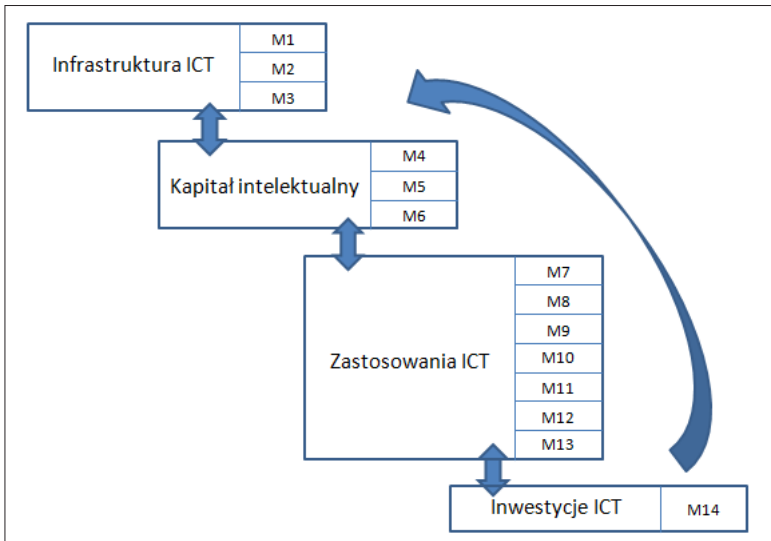 Infrastruktura ICT
M1
M2
M3
Kapitał intelektualny
M4
M5
M6
Zastosowania ICT
M7
M8
M9
M10
M11
M12
M13
Inwestycje ICT
M14